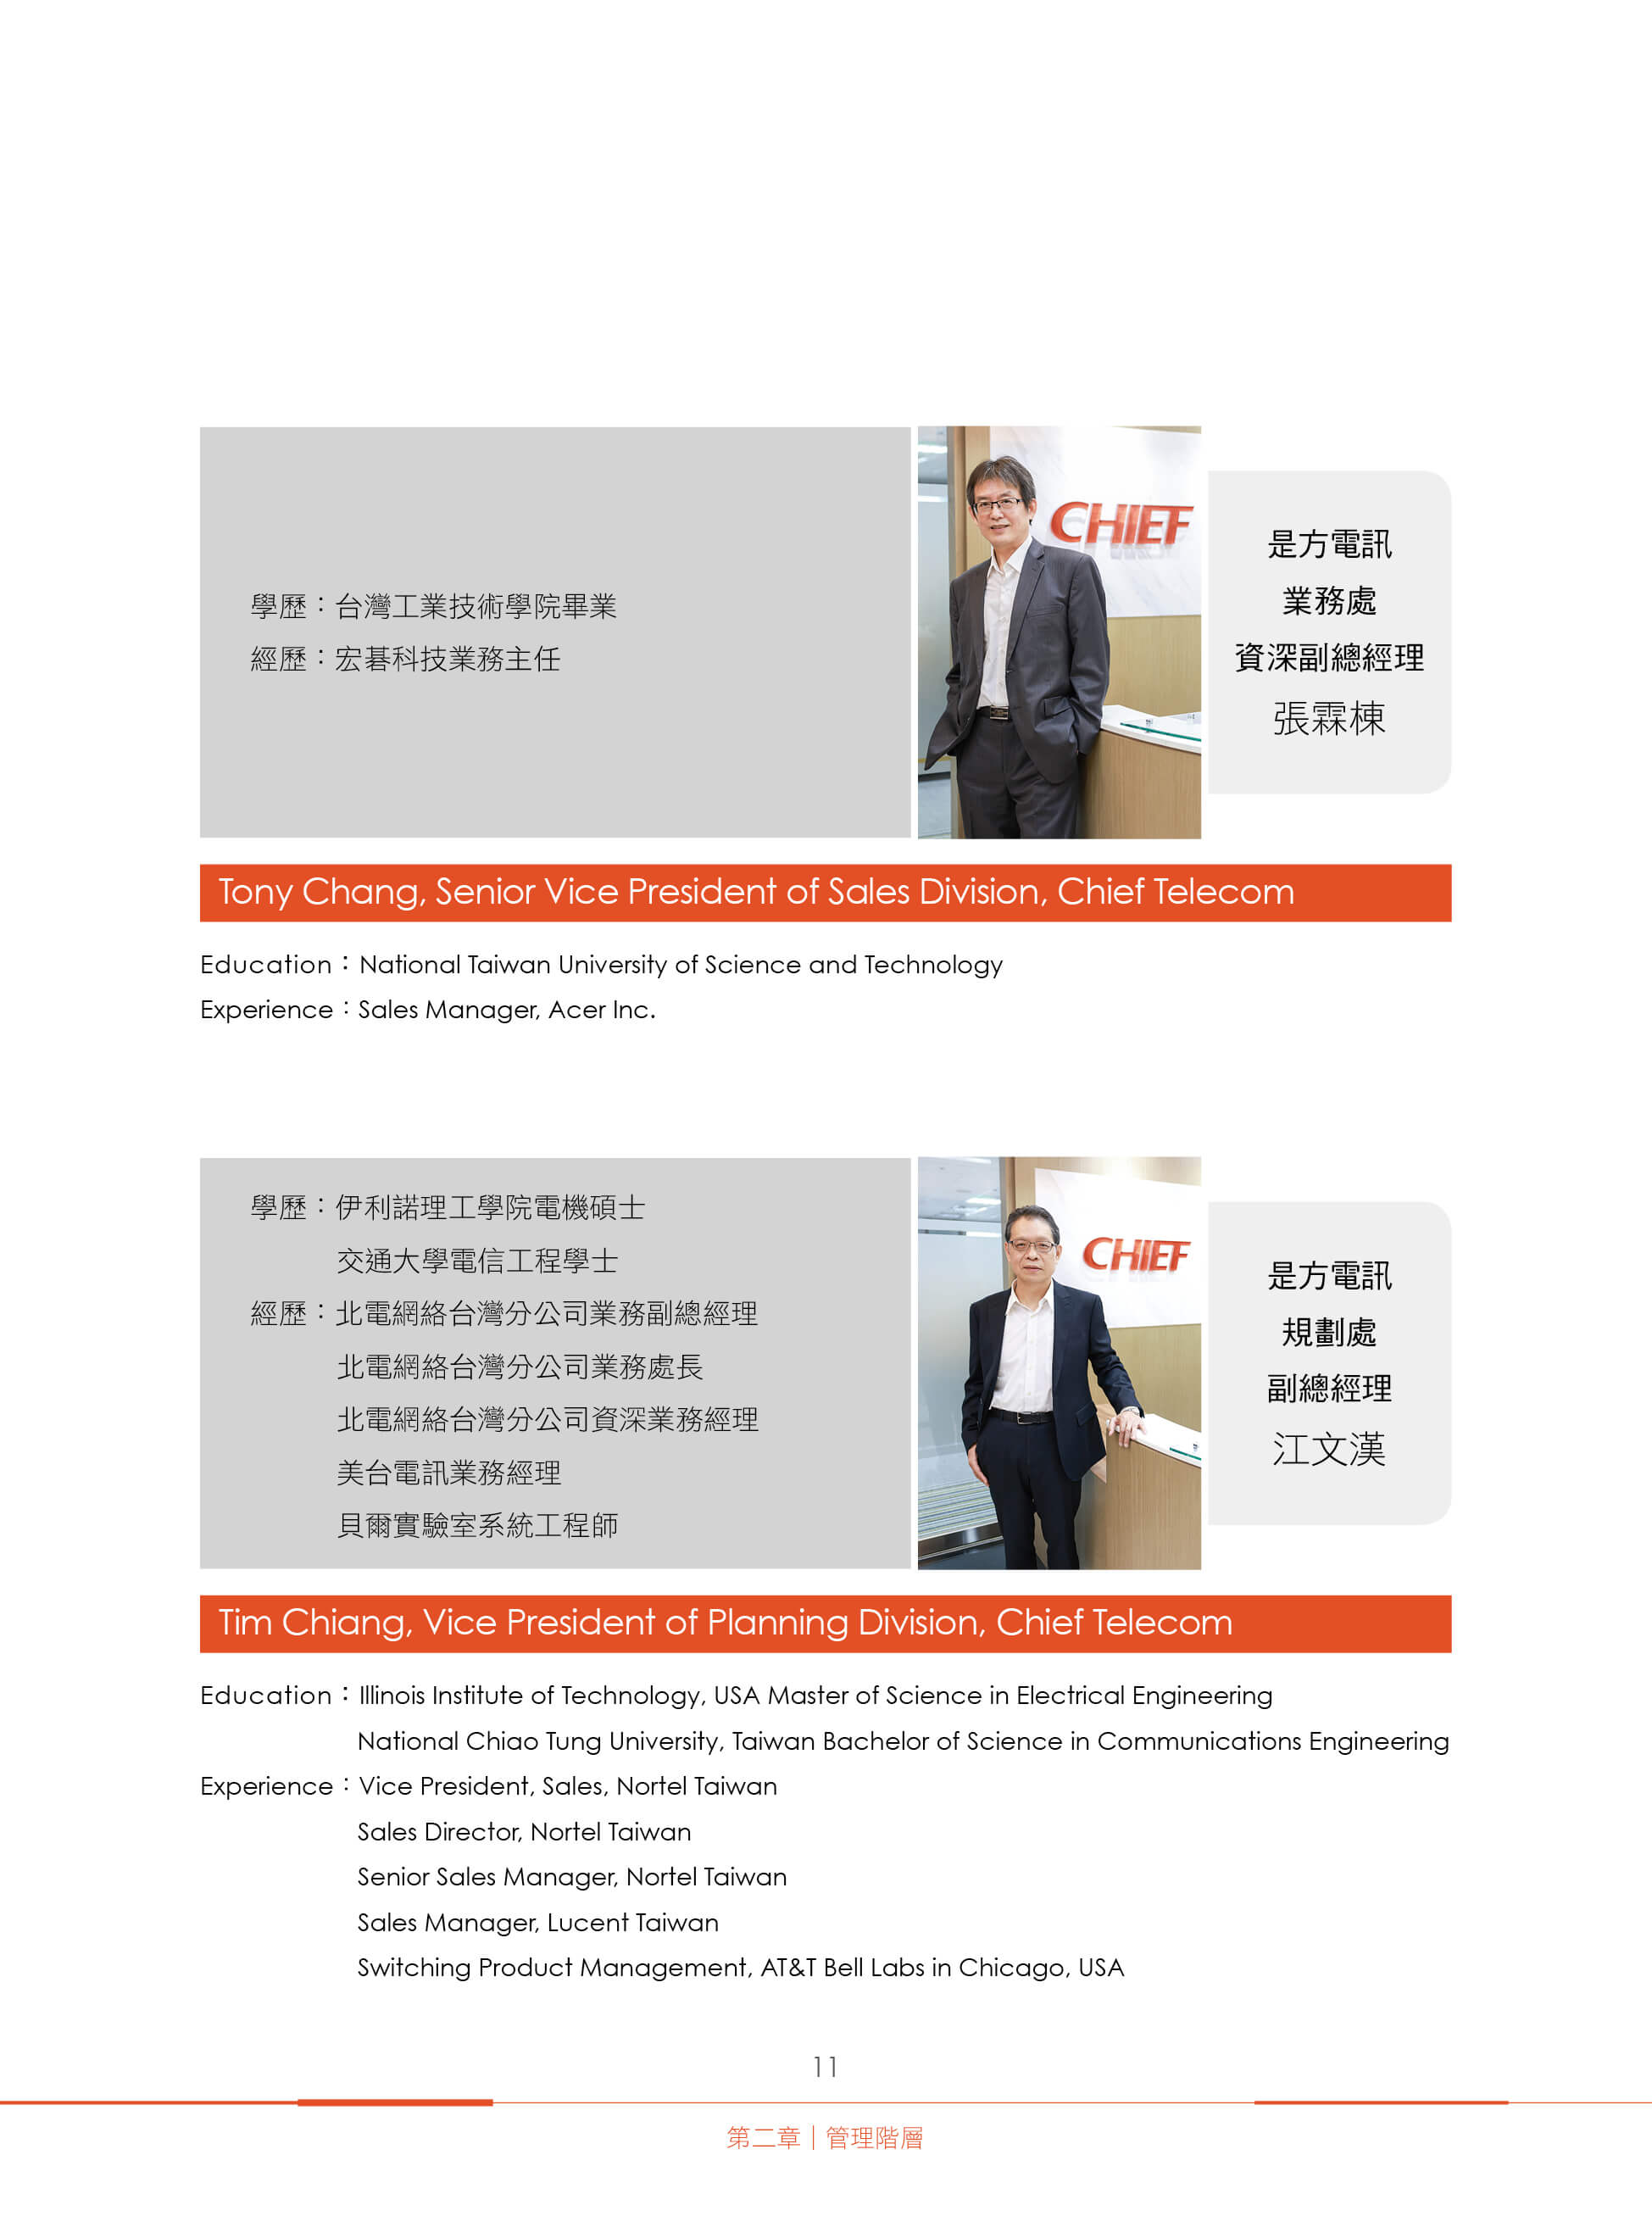 學歷：台灣工業技術學院畢業
經歷：宏碁科技業務主任
CHIEF
是方電訊
業務處
資深副總經理
張霖棟
Tony Chang, Senior Vice President of Sales Division, Chief Telecom
Education：National Taiwan University of Science and Technology
Experience：Sales Manager, Acer Inc.
學歷：伊利諾理工學院電機碩士
交通大學電信工程學士
經歷：北電網絡台灣分公司業務副總經理
北電網絡台灣分公司業務處長
北電網絡台灣分公司資深業務經理
美台電訊業務經理
貝爾實驗室系統工程師
CHIEF
是方電訊
規劃處
副總經理
江文漢
Tim Chiang, Vice President of Planning Division, Chief Telecom
Education：Illinois Institute of Technology, USA Master of Science in Electrical Engineering
National Chiao Tung University, Taiwan Bachelor of Science in Communications Engineering
Experience：Vice President, Sales, Nortel Taiwan
Sales Director, Nortel Taiwan
Senior Sales Manager, Nortel Taiwan
Sales Manager, Lucent Taiwan
Switching Product Management, AT&T Bell Labs in Chicago, USA
11
第二章｜管理階層